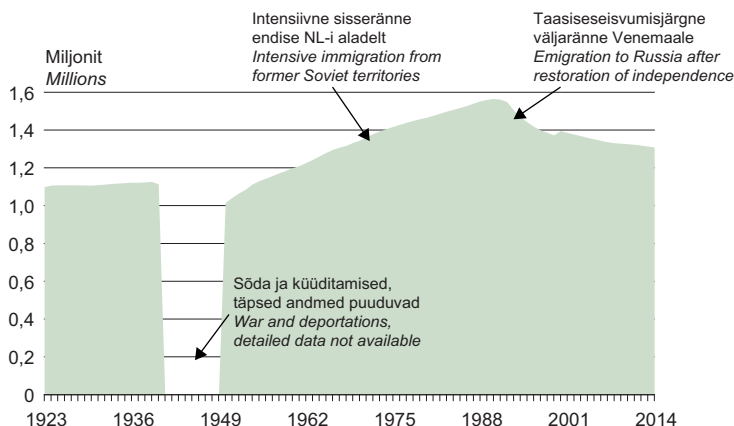 Intensiivne sisseränne
endise NL-i aladelt
Intensive immigration from
former Soviet territories
Taasiseseisvumisjärgne
väljaränne Venemaale
Emigration to Russia after
restoration of independence
Miljonit
Millions
1,6
1,4
1,2
1,0
0,8
0,6
0,4
0,2
0
Sõda ja küüditamised,
täpsed andmed puuduvad
War and deportations,
detailed data not available
1923 1936 1949 1962 1975 1988 2001 2014